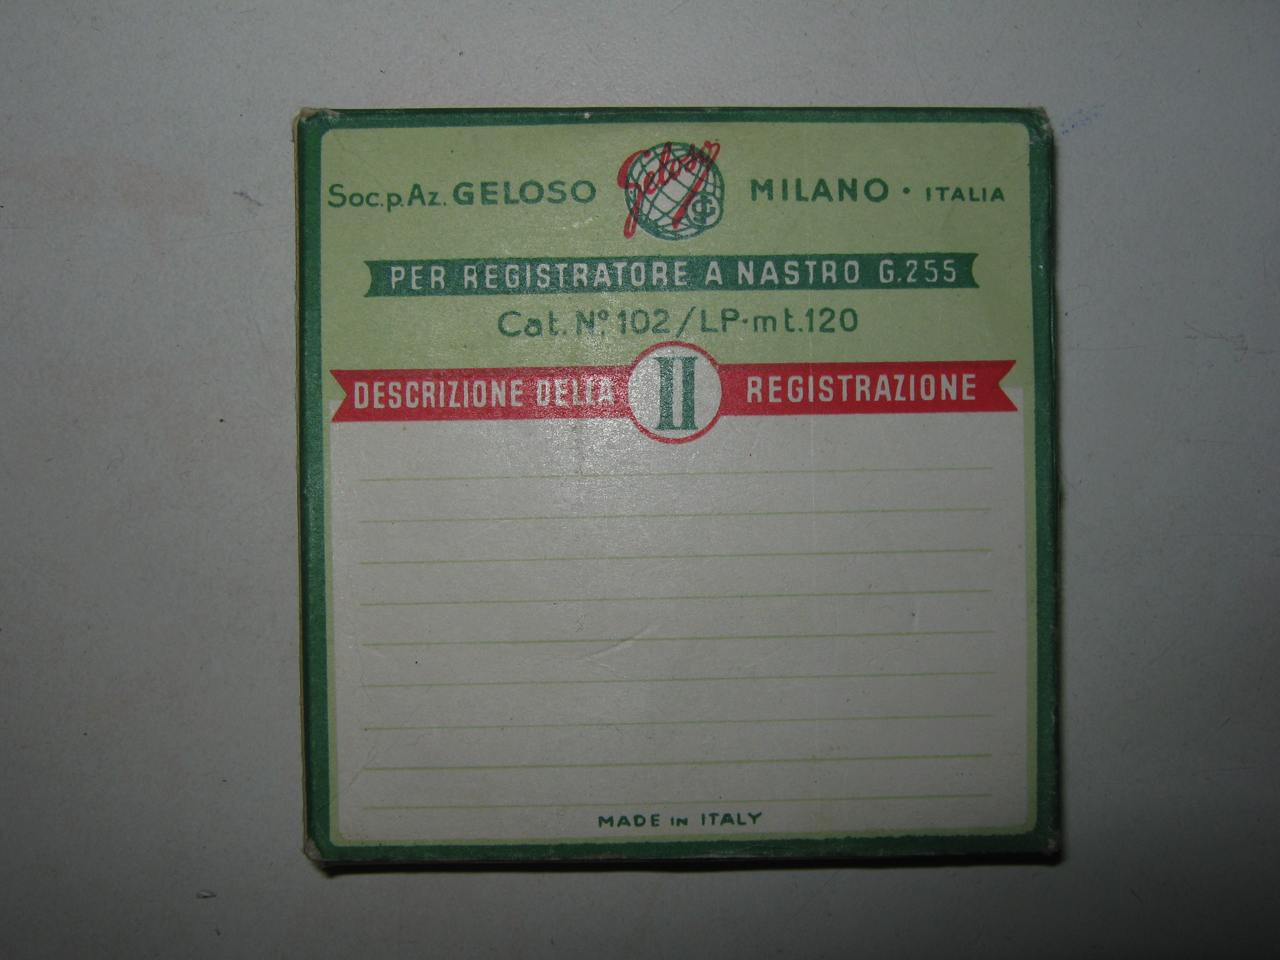 Soc.p.Az. GELOSO Geloso MILANO • ITALIA
PER REGISTRATORE A NASTRO G.255
Cat. Nº 102/LP-mt.120
DESCRIZIONE DELLA II REGISTRAZIONE
MADE IN ITALY